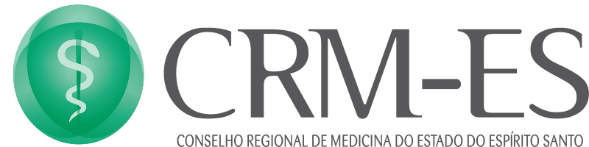 CRM-ES
CONSELHO REGIONAL DE MEDICINA DO ESTADO DO ESPÍRITO SANTO